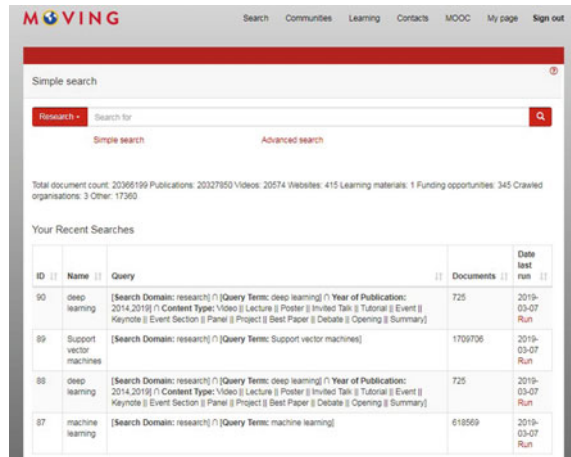 MOVING
Search Communities Learning Contacts MOOC My page Sign out
Simple search
Research Search for
Simple search Advanced search
Total document count: 20366199 Publications: 20327850 Videos: 20574 Websites: 415 Learning materials: 1 Funding opportunities: 345 Crawled
organisations: 3 Other: 17360
Your Recent Searches
ID Name Query Documents Date last run
90 deep learning [Search Domain: research] ∩ [Query Term: deep learning] ∩ Year of Publication: 725 2019-
2014,2019] ∩ Content Type: Video || Lecture || Poster || Invited Talk || Tutorial || Event || 03-07
Keynote || Event Section || Panel || Project || Best Paper || Debate || Opening || Summary] Run
89 Support vector machines [Search Domain: research] ∩ [Query Term: Support vector machines] 1709706 2019-
03-07
Run
88 deep learning [Search Domain: research] ∩ [Query Term: deep learning] ∩ Year of Publication: 725 2019-
2014,2019] ∩ Content Type: Video || Lecture || Poster || Invited Talk || Tutorial || Event || 03-07
Keynote || Event Section || Panel || Project || Best Paper || Debate || Opening || Summary] Run
87 machine learning [Search Domain: research] ∩ [Query Term: machine learning] 618569 2019-
03-07
Run